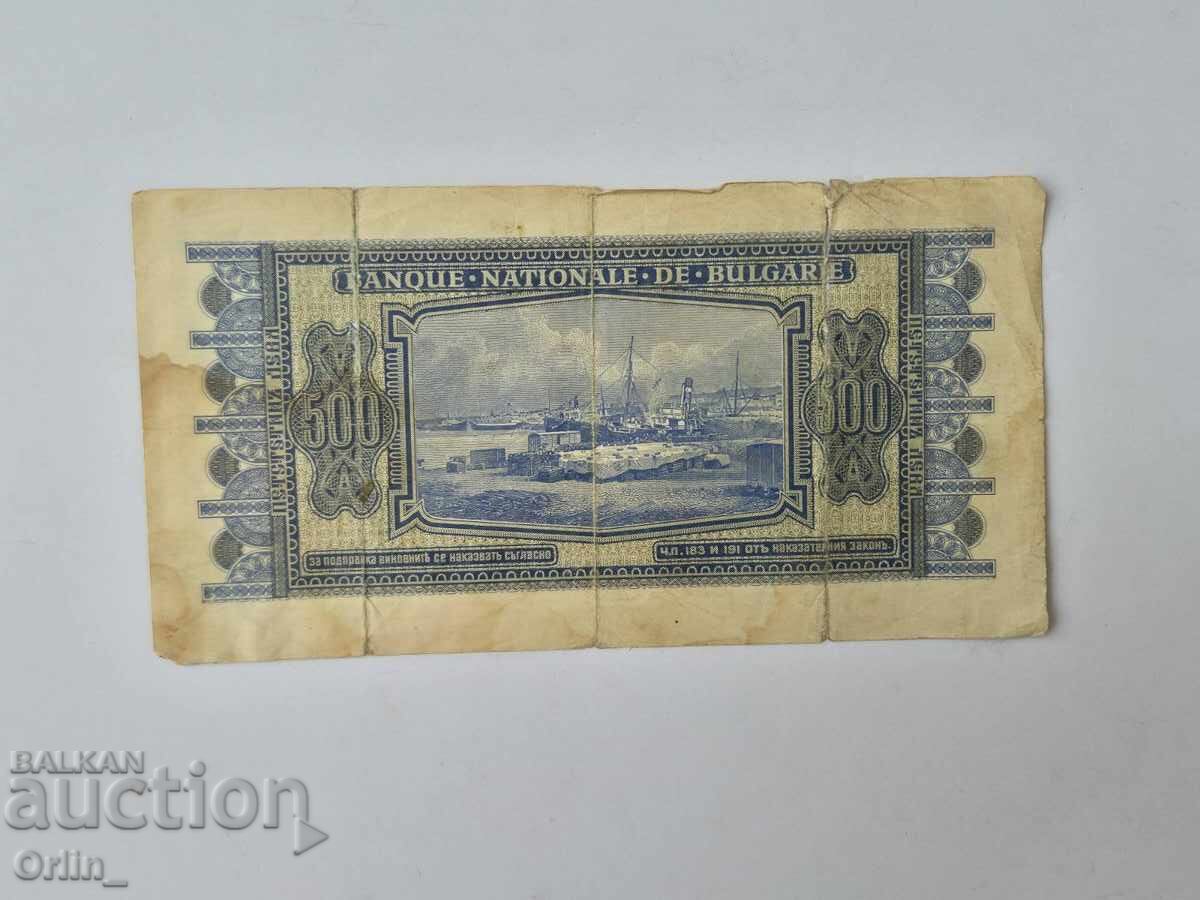 BANQUE · NATIONALE · DE · BULGARIE
500
500
ЗА ПОДПРАВКА ВИНОВНИТѢ СЕ НАКАЗВАТЪ СЪГЛАСНО
ЧЛ. 183 И 191 ОТЪ НАКАЗАТЕЛНИЯ ЗАКОНЪ
BALKAN
auction
Orlin_